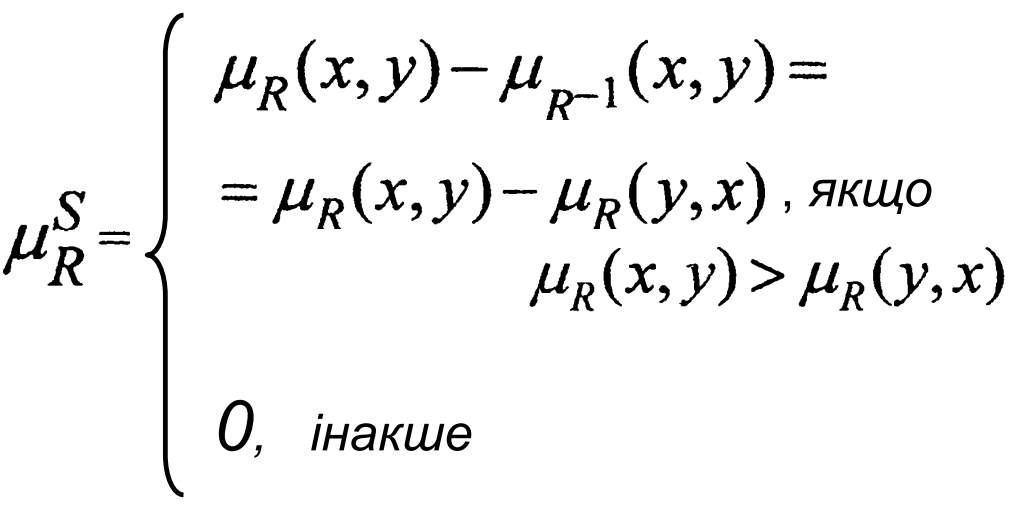 μ_R(x, y) − μ_{R^{−1}}(x, y) =
= μ_R(x, y) − μ_R(y, x) , якщо
μ_R^S =
μ_R(x, y) > μ_R(y, x)
0, інакше